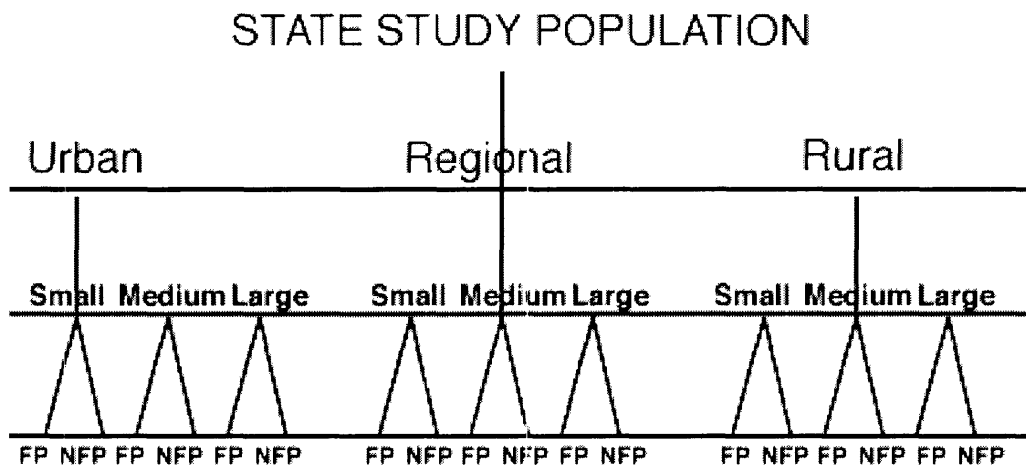 STATE STUDY POPULATION
Urban Regional Rural
Small Medium Large Small Medium Large Small Medium Large
FP NFP FP NFP FP NFP FP NFP FP NFP FP NFP FP NFP FP NFP FP NFP